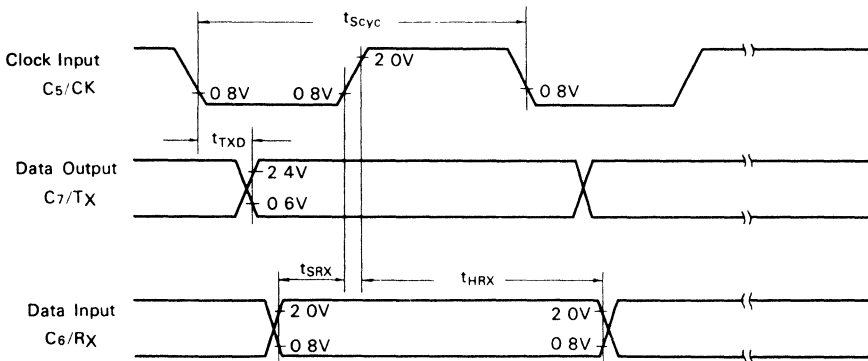 tScyc
Clock Input
C5/CK
2 0V
0 8V
0 8V
0 8V
tTXD
Data Output
C7/TX
2 4V
0 6V
tSRX
tHRX
Data Input
C6/RX
2 0V
2 0V
0 8V
0 8V